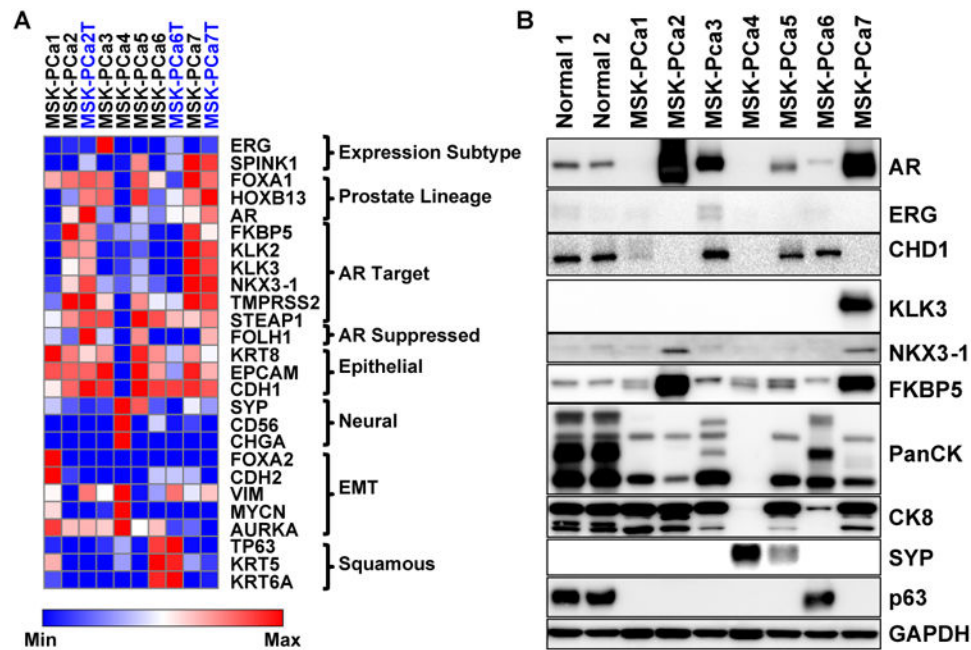 A
MSK-PCa1
MSK-PCa2
MSK-PCa2T
MSK-PCa3
MSK-PCa4
MSK-PCa5
MSK-PCa6
MSK-PCa6T
MSK-PCa7
MSK-PCa7T
ERG
SPINK1
Expression Subtype
FOXA1
HOXB13
AR
Prostate Lineage
FKBP5
KLK2
KLK3
NKX3-1
TMPRSS2
STEAP1
AR Target
FOLH1
AR Suppressed
KRT8
EPCAM
CDH1
Epithelial
SYP
CD56
CHGA
Neural
FOXA2
CDH2
VIM
MYCN
AURKA
EMT
TP63
KRT5
KRT6A
Squamous
Min
Max
B
Normal 1
Normal 2
MSK-PCa1
MSK-PCa2
MSK-Pca3
MSK-PCa4
MSK-PCa5
MSK-PCa6
MSK-PCa7
AR
ERG
CHD1
KLK3
NKX3-1
FKBP5
PanCK
CK8
SYP
p63
GAPDH